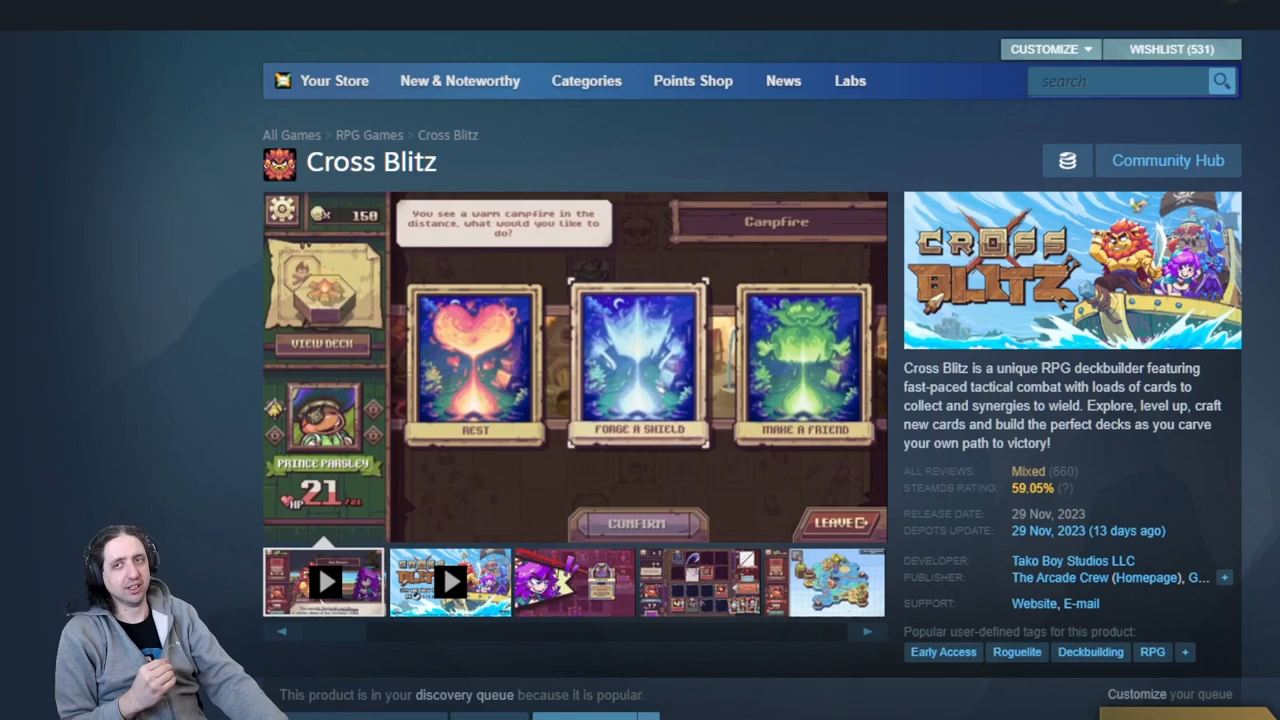 CUSTOMIZE
WISHLIST (531)
Your Store
New & Noteworthy
Categories
Points Shop
News
Labs
search
All Games > RPG Games > Cross Blitz
Cross Blitz
Community Hub
150
You see a warm campfire in the
distance, what would you like to
do?
Campfire
VIEW DECK
PRINCE PARSLEY
HP 21/21
REST
FORGE A SHIELD
MAKE A FRIEND
CONFIRM
LEAVE
CROSS
BLITZ
Cross Blitz is a unique RPG deckbuilder featuring
fast-paced tactical combat with loads of cards to
collect and synergies to wield. Explore, level up, craft
new cards and build the perfect decks as you carve
your own path to victory!
ALL REVIEWS: Mixed (660)
STEAMDB RATING: 59.05% (?)
RELEASE DATE: 29 Nov, 2023
DEPOTS UPDATE: 29 Nov, 2023 (13 days ago)
DEVELOPER: Tako Boy Studios LLC
PUBLISHER: The Arcade Crew (Homepage), G... +
SUPPORT: Website, E-mail
Popular user-defined tags for this product:
Early Access
Roguelite
Deckbuilding
RPG
+
This product is in your discovery queue because it is popular.
Customize your queue